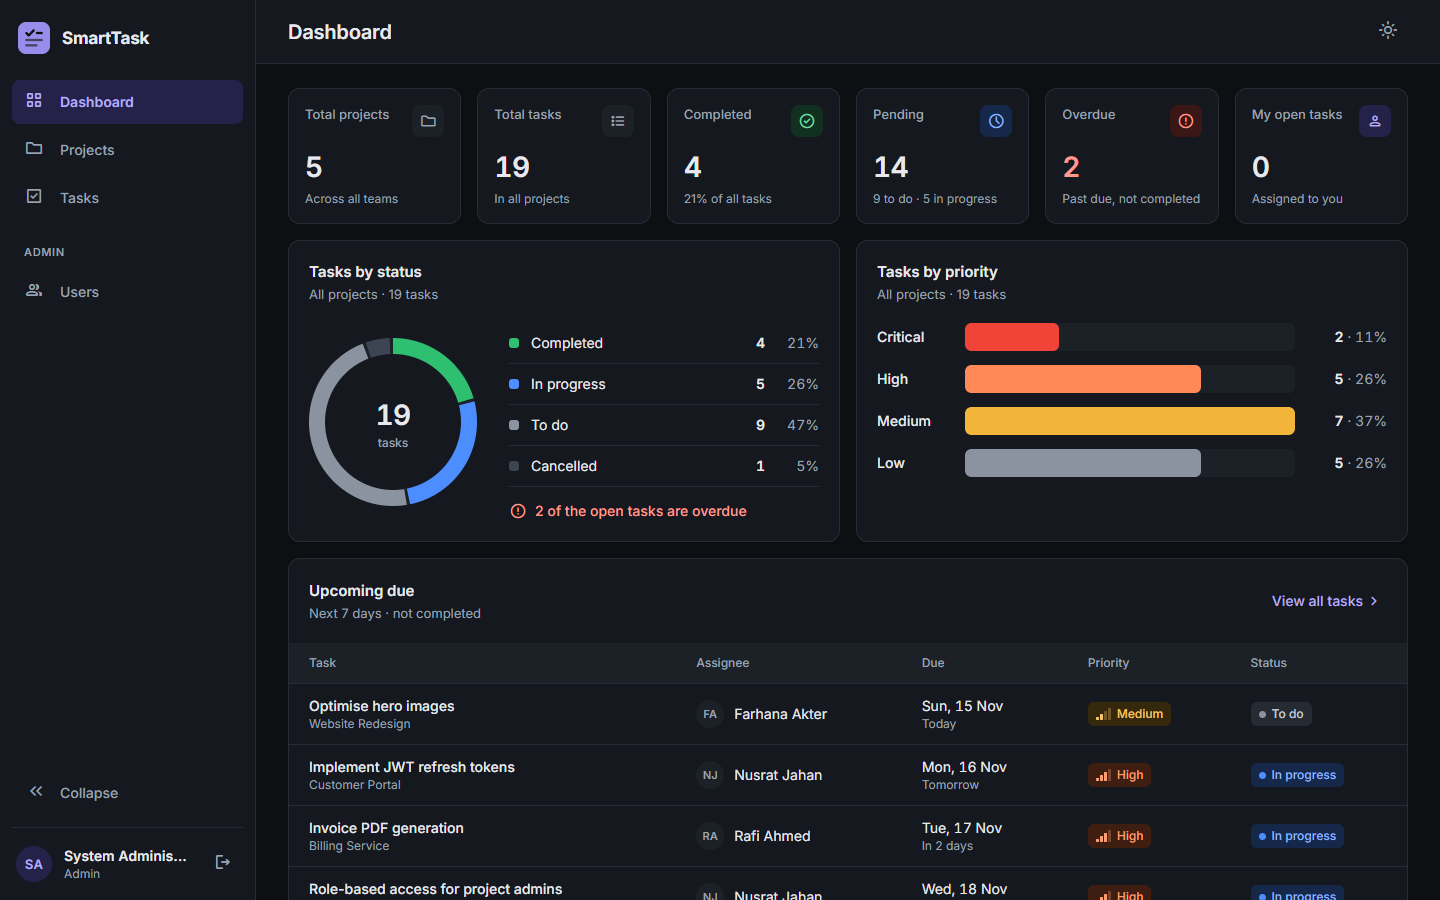 SmartTask
Dashboard
Projects
Tasks
ADMIN
Users
Collapse
SA
System Adminis...
Admin
Dashboard
Total projects
5
Across all teams
Total tasks
19
In all projects
Completed
4
21% of all tasks
Pending
14
9 to do · 5 in progress
Overdue
2
Past due, not completed
My open tasks
0
Assigned to you
Tasks by status
All projects · 19 tasks
19
tasks
Completed 4 21%
In progress 5 26%
To do 9 47%
Cancelled 1 5%
2 of the open tasks are overdue
Tasks by priority
All projects · 19 tasks
Critical 2 · 11%
High 5 · 26%
Medium 7 · 37%
Low 5 · 26%
Upcoming due
Next 7 days · not completed
View all tasks
Task Assignee Due Priority Status
Optimise hero images FA Farhana Akter Sun, 15 Nov Medium To do
Website Redesign Today
Implement JWT refresh tokens NJ Nusrat Jahan Mon, 16 Nov High In progress
Customer Portal Tomorrow
Invoice PDF generation RA Rafi Ahmed Tue, 17 Nov High In progress
Billing Service In 2 days
Role-based access for project admins NJ Nusrat Jahan Wed, 18 Nov High In progress